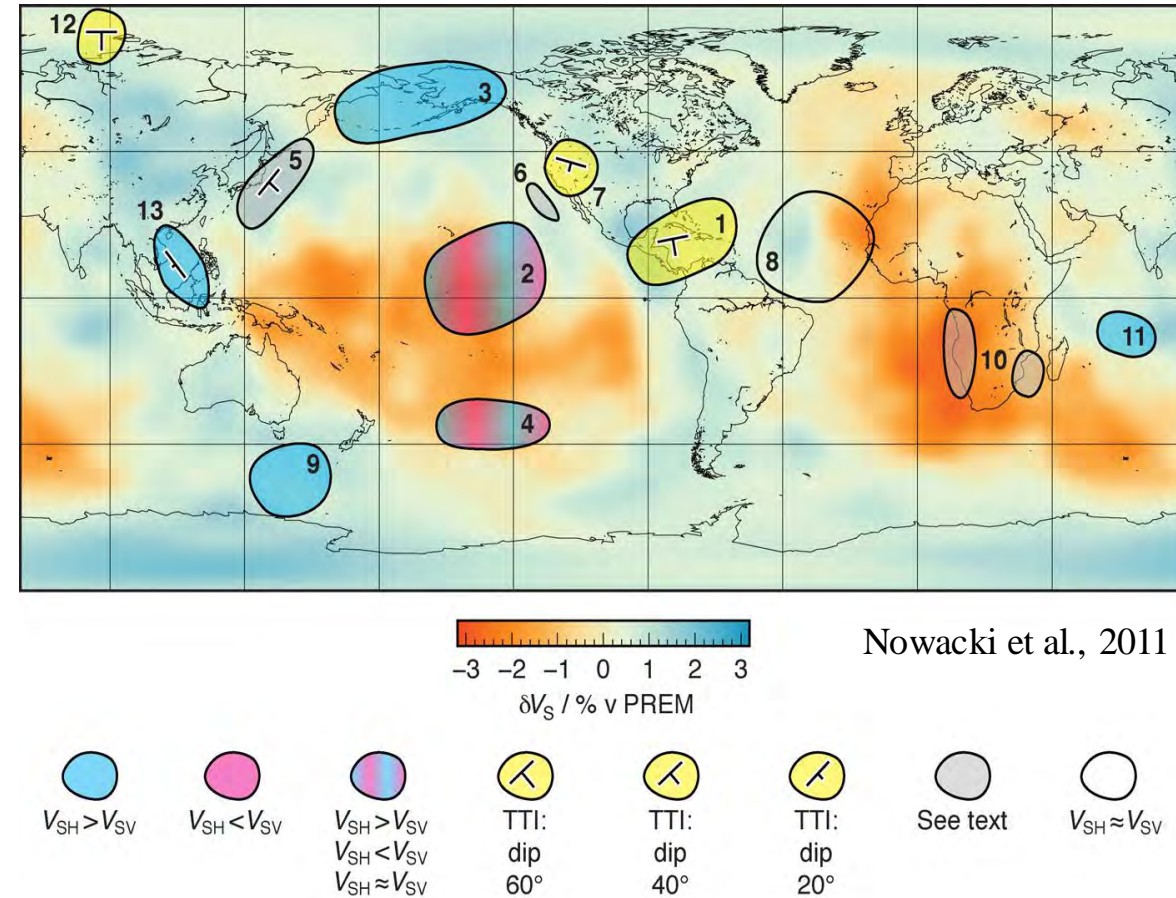 12
3
5
6
7
13
1
2
8
10
11
4
9
Nowacki et al., 2011
−3 −2 −1 0 1 2 3
δVS / % v PREM
VSH > VSV
VSH < VSV
VSH > VSV
VSH < VSV
VSH ≈ VSV
TTI:
dip
60°
TTI:
dip
40°
TTI:
dip
20°
See text
VSH ≈ VSV